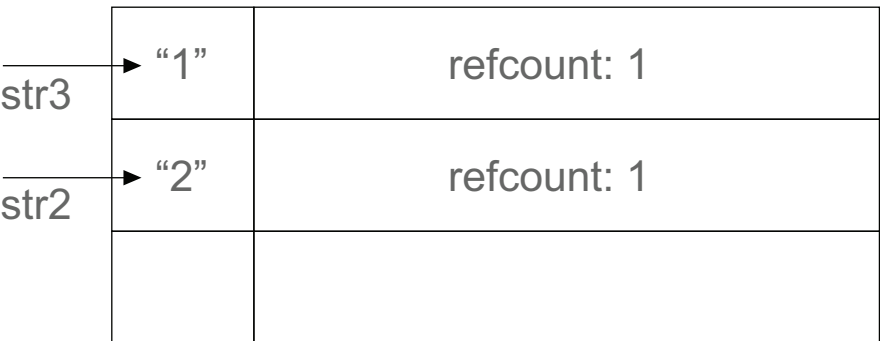 “1” refcount: 1
str3
“2” refcount: 1
str2